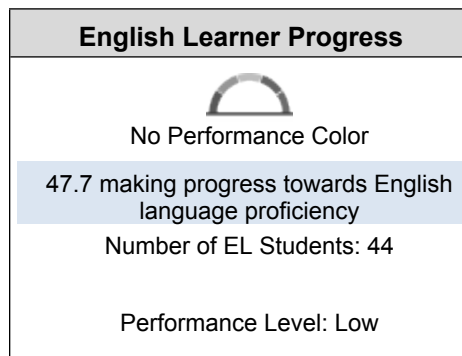 English Learner Progress
No Performance Color
47.7 making progress towards English
language proficiency
Number of EL Students: 44
Performance Level: Low